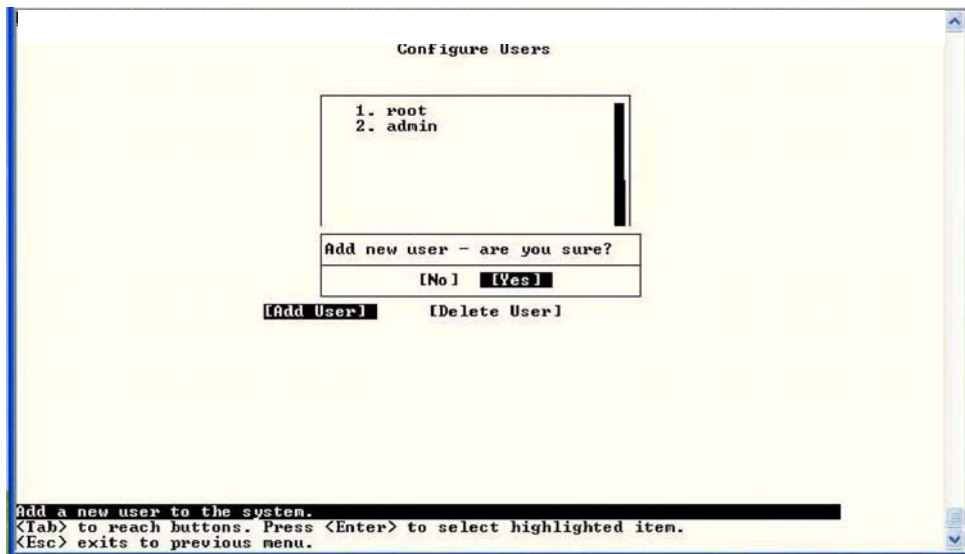 Configure Users
1. root
2. admin
Add new user - are you sure?
[No] [Yes]
[Add User] [Delete User]
Add a new user to the system.
<Tab> to reach buttons. Press <Enter> to select highlighted item.
<Esc> exits to previous menu.